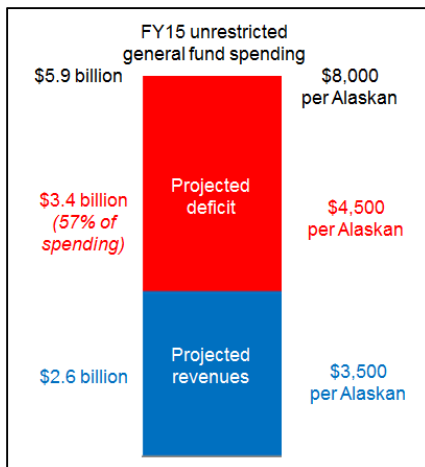 FY15 unrestricted
general fund spending
$5.9 billion
$8,000
per Alaskan
Projected
deficit
$3.4 billion
(57% of
spending)
$4,500
per Alaskan
Projected
revenues
$2.6 billion
$3,500
per Alaskan